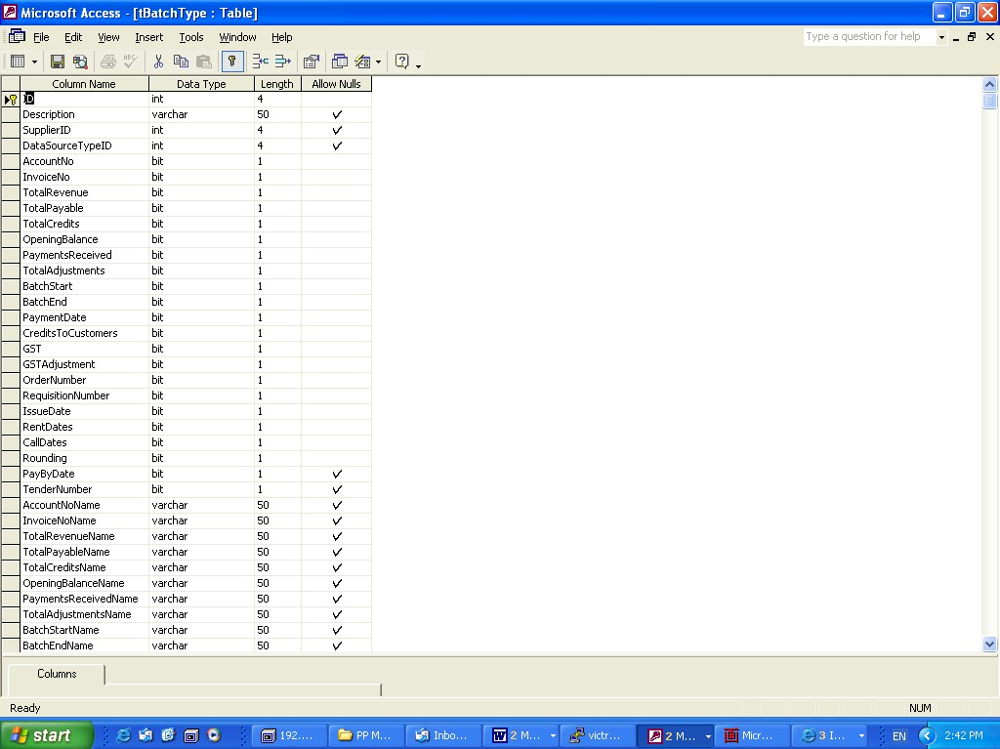 Microsoft Access - [tBatchType : Table]
File Edit View Insert Tools Window Help Type a question for help
Column Name Data Type Length Allow Nulls
ID int 4
Description varchar 50
SupplierID int 4
DataSourceTypeID int 4
AccountNo bit 1
InvoiceNo bit 1
TotalRevenue bit 1
TotalPayable bit 1
TotalCredits bit 1
OpeningBalance bit 1
PaymentsReceived bit 1
TotalAdjustments bit 1
BatchStart bit 1
BatchEnd bit 1
PaymentDate bit 1
CreditsToCustomers bit 1
GST bit 1
GSTAdjustment bit 1
OrderNumber bit 1
RequisitionNumber bit 1
IssueDate bit 1
RentDates bit 1
CallDates bit 1
Rounding bit 1
PayByDate bit 1
TenderNumber bit 1
AccountNoName varchar 50
InvoiceNoName varchar 50
TotalRevenueName varchar 50
TotalPayableName varchar 50
TotalCreditsName varchar 50
OpeningBalanceName varchar 50
PaymentsReceivedName varchar 50
TotalAdjustmentsName varchar 50
BatchStartName varchar 50
BatchEndName varchar 50
Columns
Ready NUM
start 192.... PP M... Inbo... 2 M... victr... 2 M... Micr... 3 I... EN 2:42 PM